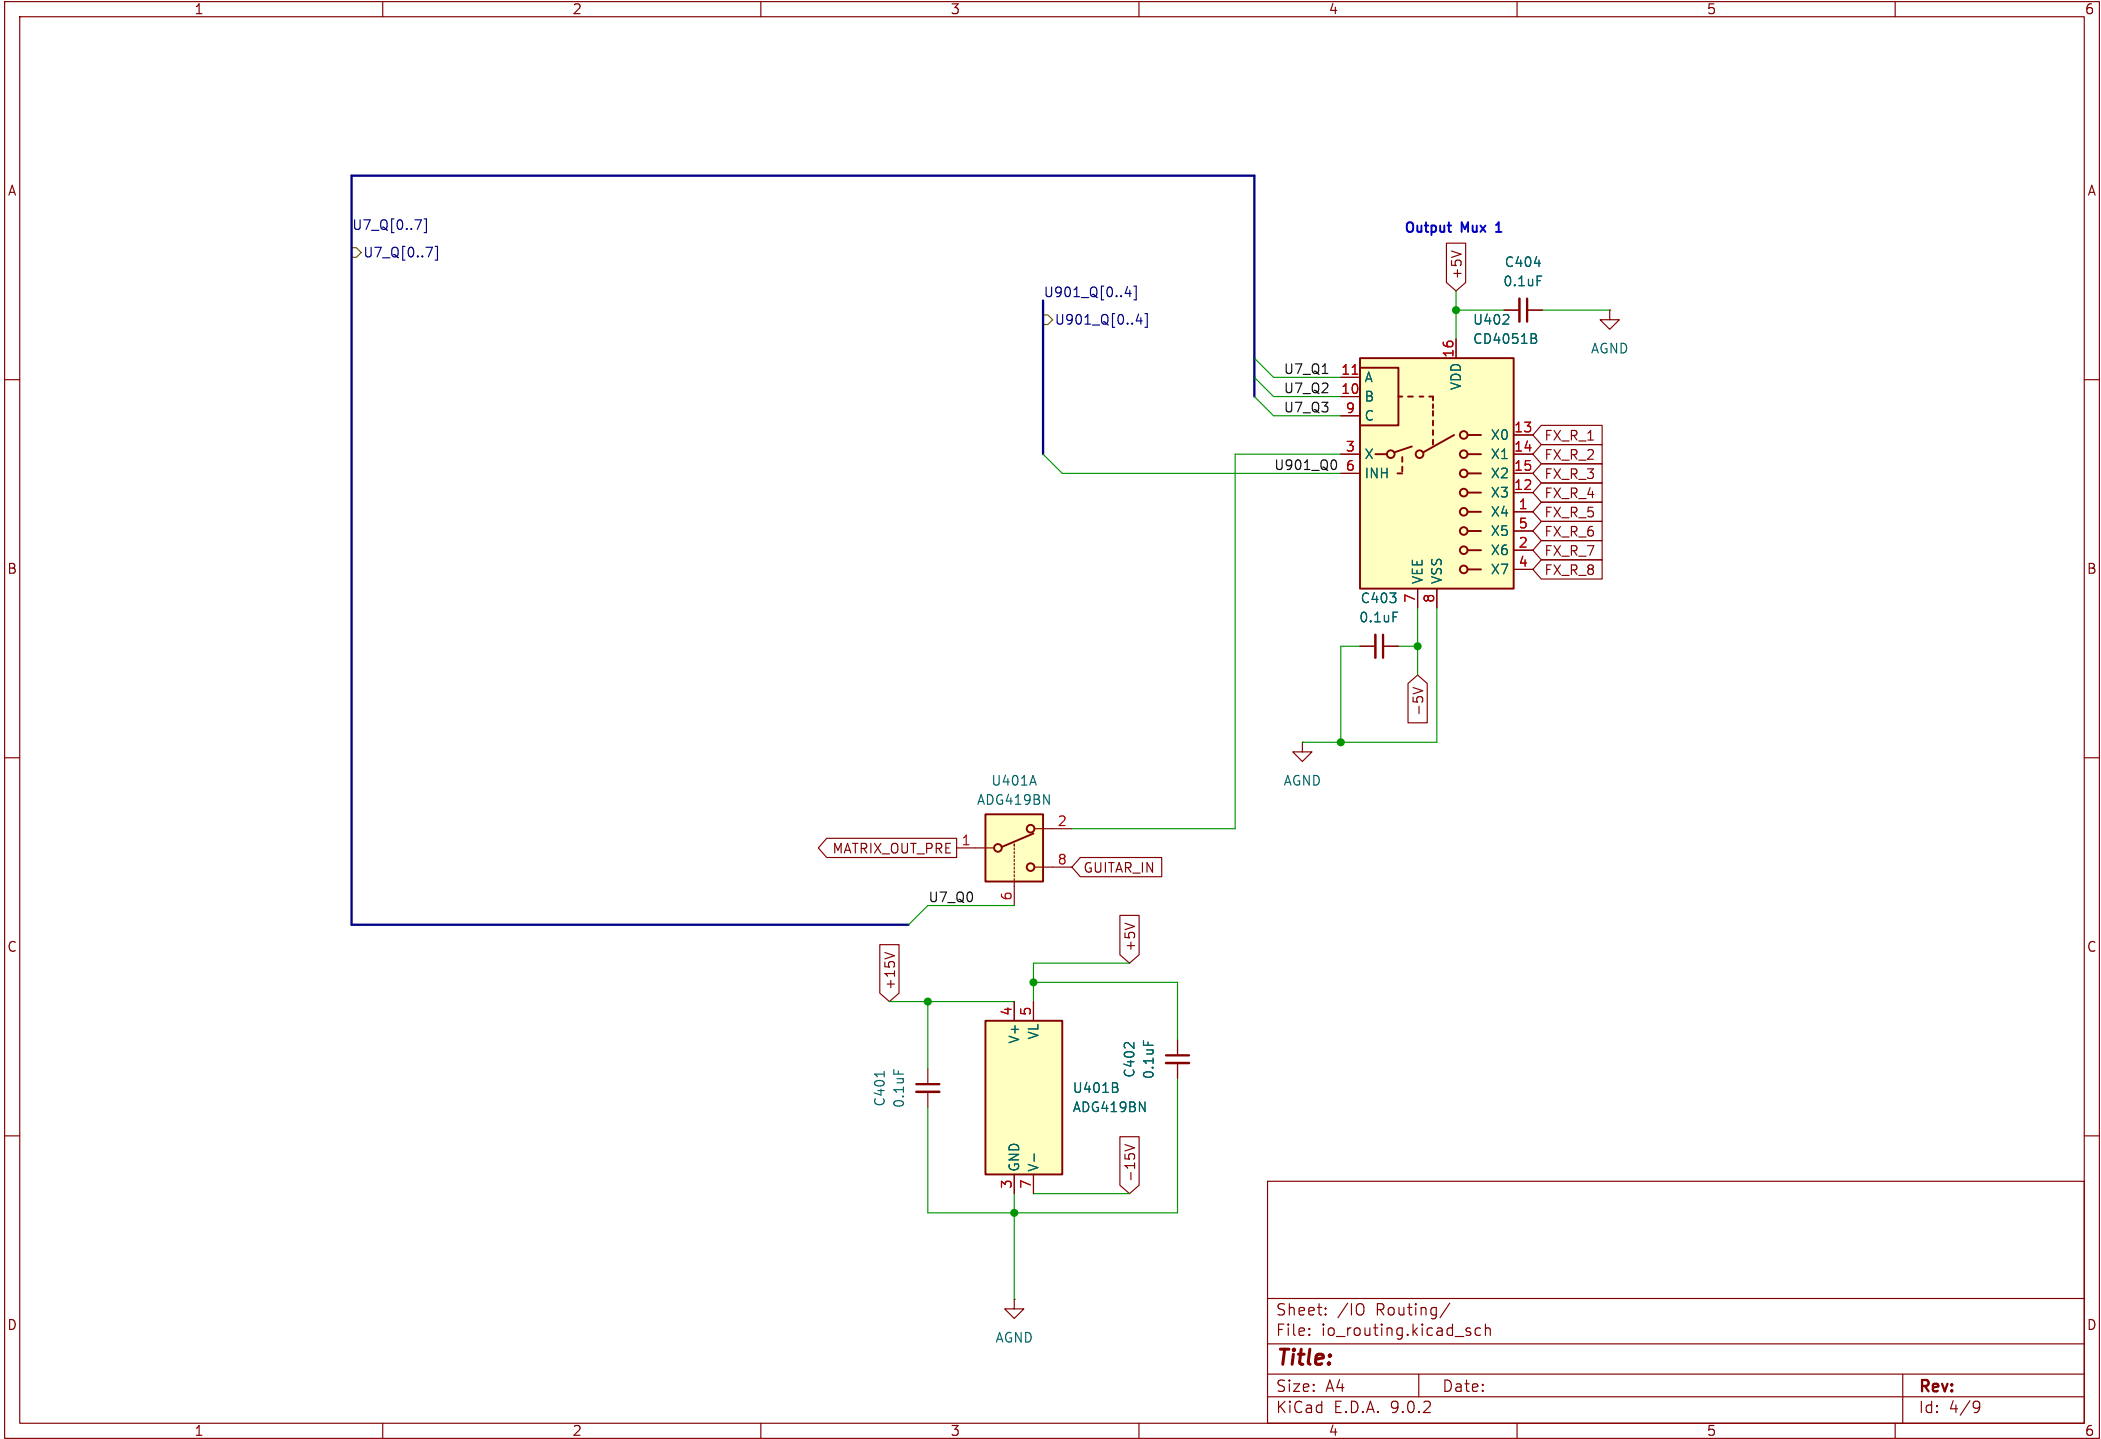 1 2 3 4 5 6
A A
U7_Q[0..7]
U7_Q[0..7]
U901_Q[0..4]
U901_Q[0..4]
Output Mux 1
+5V
C404
0.1uF
AGND
U402
CD4051B
16
VDD
U7_Q1 11 A
U7_Q2 10 B
U7_Q3 9 C
3 X
U901_Q0 6 INH
X0 13 FX_R_1
X1 14 FX_R_2
X2 15 FX_R_3
X3 12 FX_R_4
X4 1 FX_R_5
X5 5 FX_R_6
X6 2 FX_R_7
X7 4 FX_R_8
VEE VSS
7 8
B B
C403
0.1uF
-5V
AGND
U401A
ADG419BN
MATRIX_OUT_PRE 1
2
8 GUITAR_IN
U7_Q0 6
C C
+5V
+15V
4 5
V+ VL
C402
0.1uF
C401
0.1uF
U401B
ADG419BN
GND V-
3 7
-15V
AGND
D D
Sheet: /IO Routing/
File: io_routing.kicad_sch
Title:
Size: A4 Date: Rev:
KiCad E.D.A. 9.0.2 Id: 4/9
1 2 3 4 5 6